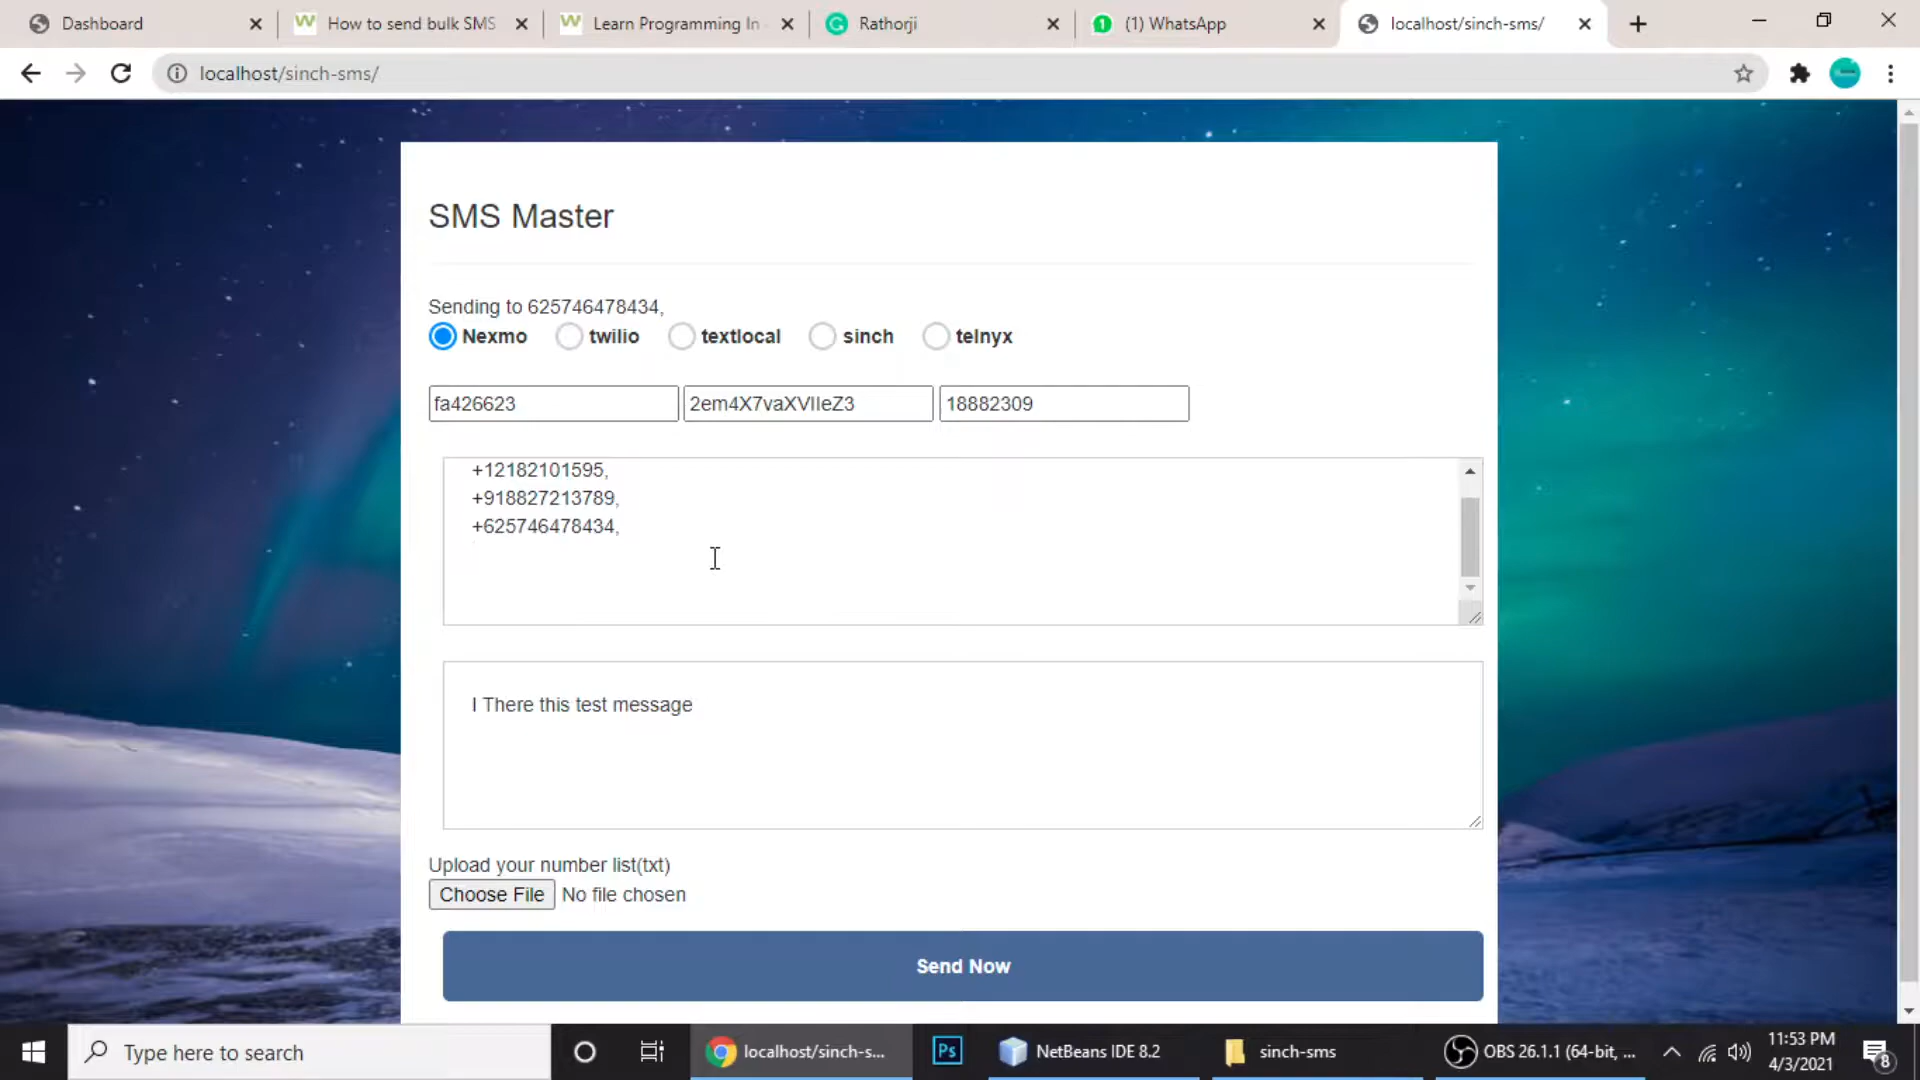 Dashboard
How to send bulk SMS
Learn Programming In
Rathorji
(1) WhatsApp
localhost/sinch-sms/
localhost/sinch-sms/
SMS Master
Sending to 625746478434,
Nexmo twilio textlocal sinch telnyx
fa426623 2em4X7vaXVIIeZ3 18882309
+12182101595,
+918827213789,
+625746478434,
I There this test message
Upload your number list(txt)
Choose File No file chosen
Send Now
Type here to search
localhost/sinch-s...
Ps
NetBeans IDE 8.2
sinch-sms
OBS 26.1.1 (64-bit, ...
11:53 PM
4/3/2021
8